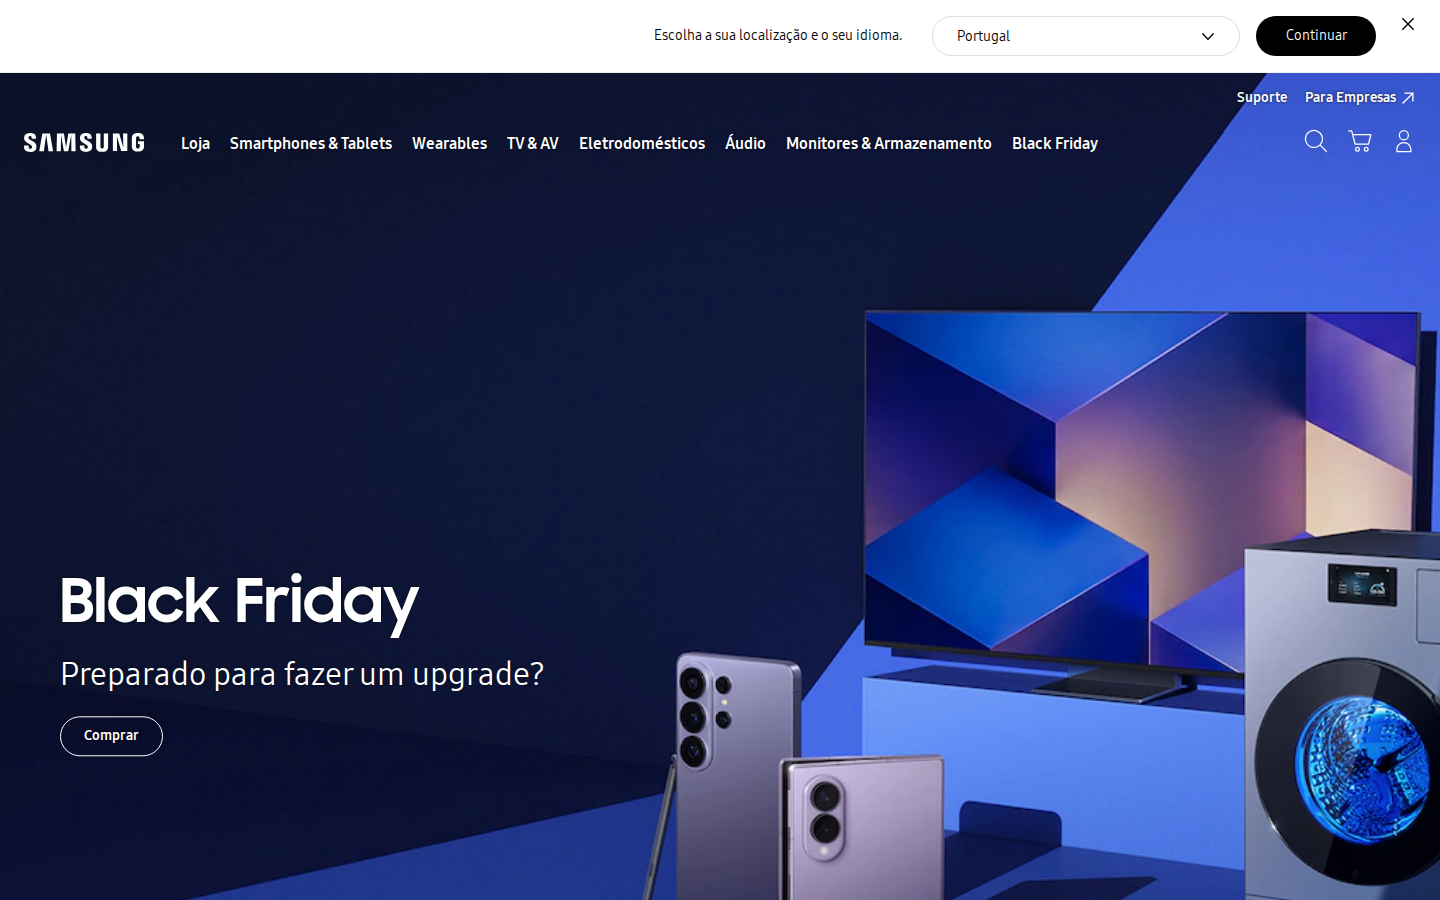 Escolha a sua localização e o seu idioma.
Portugal
Continuar
Suporte
Para Empresas
SAMSUNG
Loja
Smartphones & Tablets
Wearables
TV & AV
Eletrodomésticos
Áudio
Monitores & Armazenamento
Black Friday
Black Friday
Preparado para fazer um upgrade?
Comprar